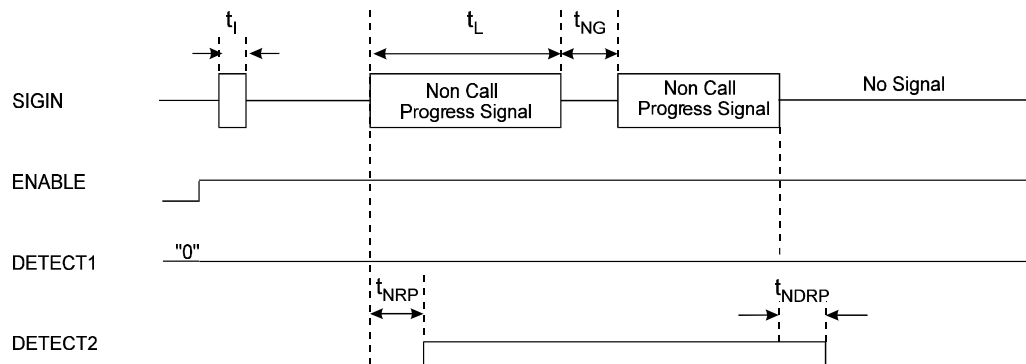 tI
tL
tNG
SIGIN
Non Call
Progress Signal
Non Call
Progress Signal
No Signal
ENABLE
DETECT1
"0"
tNRP
tNDRP
DETECT2